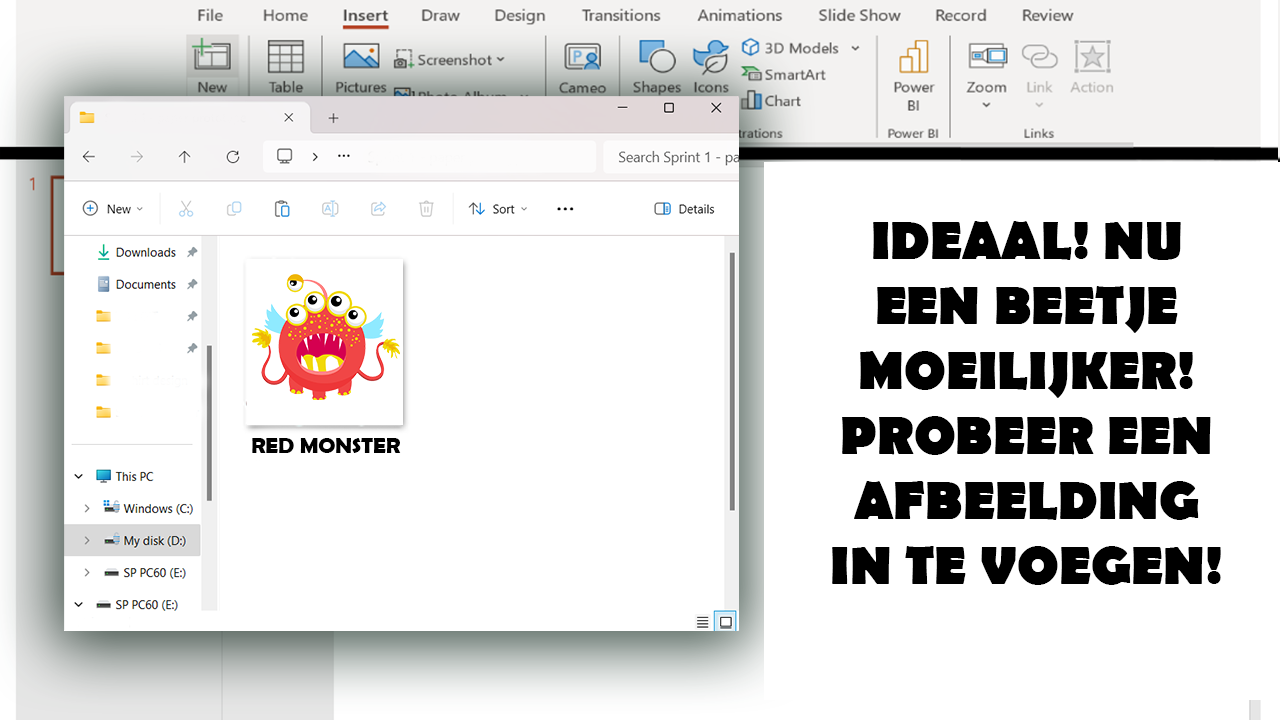 File Home Insert Draw Design Transitions Animations Slide Show Record Review
New Table Pictures Screenshot Cameo Shapes Icons 3D Models SmartArt Chart Power BI Zoom Link Action
Photo Album
trations Power BI Links
1
Search Sprint 1 - pa
New Sort Details
Downloads
Documents
This PC
Windows (C:)
My disk (D:)
SP PC60 (E:)
SP PC60 (E:)
RED MONSTER
IDEAAL! NU
EEN BEETJE
MOEILIJKER!
PROBEER EEN
AFBEELDING
IN TE VOEGEN!